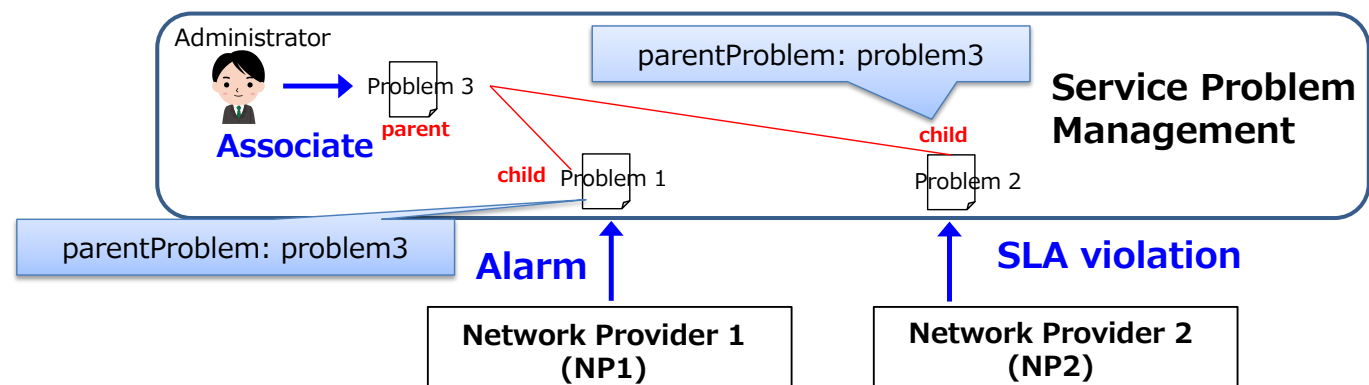 Administrator
parentProblem: problem3
Problem 3
Service Problem
Management
parent
Associate
child
child
Problem 1
Problem 2
parentProblem: problem3
Alarm
SLA violation
Network Provider 1
(NP1)
Network Provider 2
(NP2)